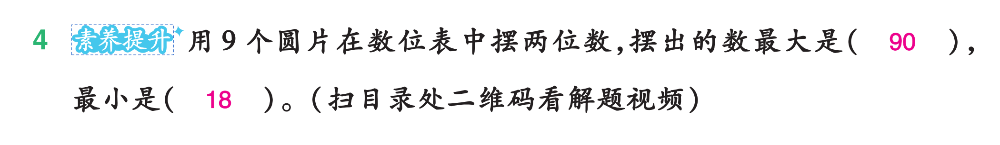 4 素养提升 用9个圆片在数位表中摆两位数,摆出的数最大是( 90 ),
最小是( 18 )。(扫目录处二维码看解题视频)